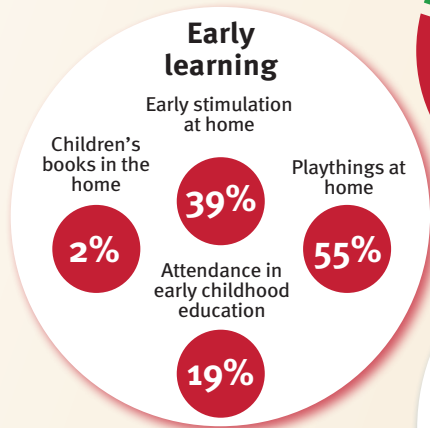 Early
learning
Early stimulation
at home
39%
Children’s
books in the
home
2%
Playthings at
home
55%
Attendance in
early childhood
education
19%